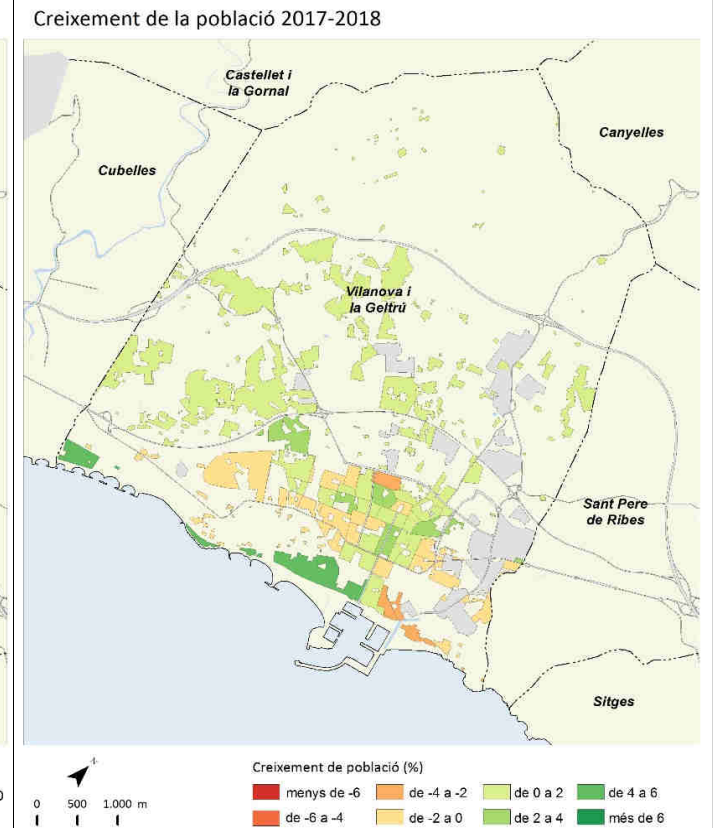 Creixement de la població 2017-2018
Castellet i
la Gornal
Canyelles
Cubelles
Vilanova i
la Geltrú
Sant Pere
de Ribes
Sitges
N
Creixement de població (%)
menys de -6
de -4 a -2
de 0 a 2
de 4 a 6
0 500 1.000 m
de -6 a -4
de -2 a 0
de 2 a 4
més de 6